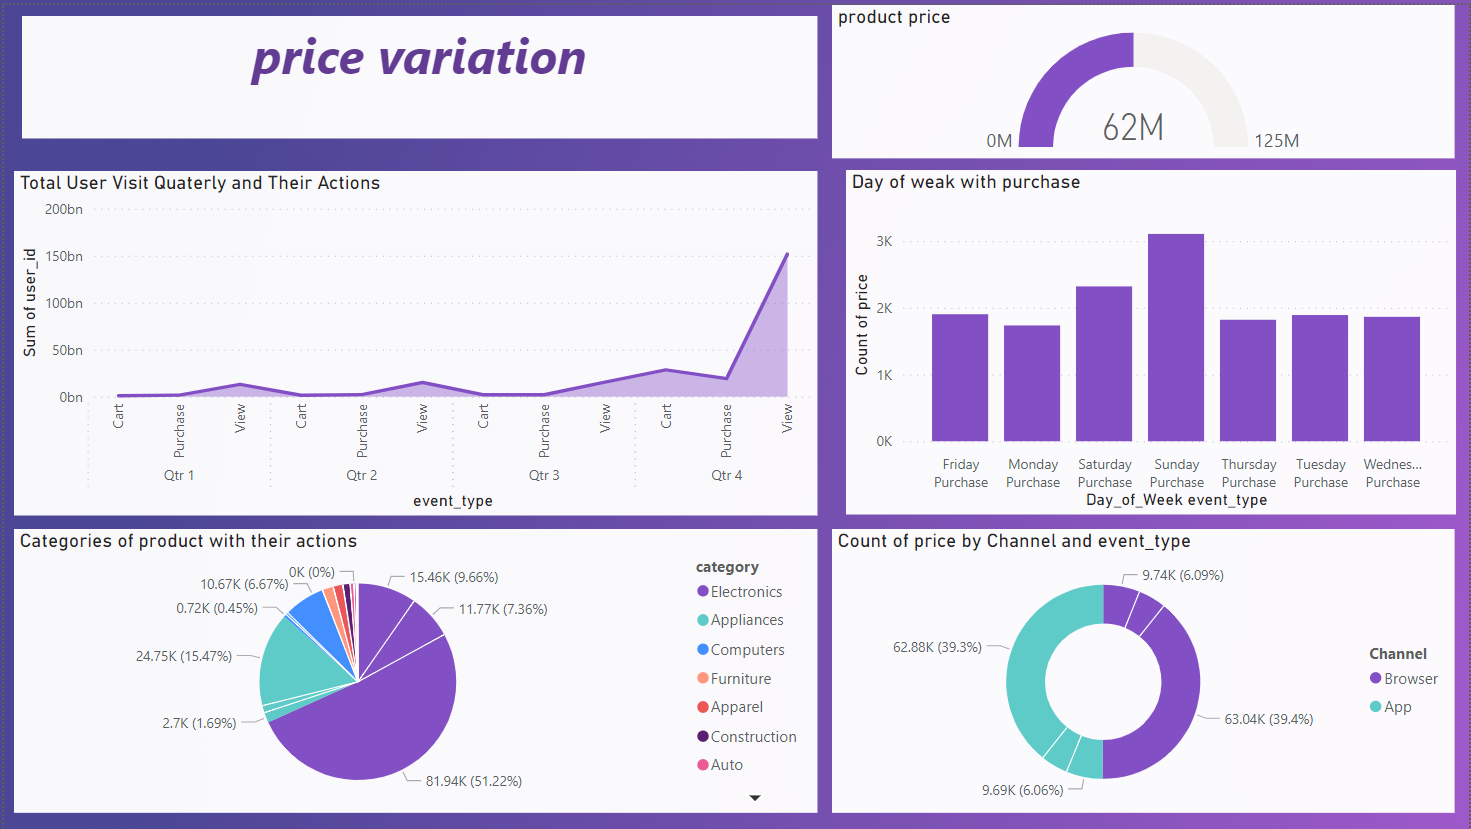 price variation
product price
62M
0M
125M
Total User Visit Quaterly and Their Actions
200bn
150bn
100bn
50bn
0bn
Sum of user_id
Cart
Purchase
View
Cart
Purchase
View
Cart
Purchase
View
Cart
Purchase
View
Qtr 1
Qtr 2
Qtr 3
Qtr 4
event_type
Day of weak with purchase
3K
2K
1K
0K
Count of price
Friday
Purchase
Monday
Purchase
Saturday
Purchase
Sunday
Purchase
Thursday
Purchase
Tuesday
Purchase
Wednes...
Purchase
Day_of_Week event_type
Categories of product with their actions
0K (0%)
10.67K (6.67%)
0.72K (0.45%)
24.75K (15.47%)
2.7K (1.69%)
15.46K (9.66%)
11.77K (7.36%)
81.94K (51.22%)
category
Electronics
Appliances
Computers
Furniture
Apparel
Construction
Auto
Count of price by Channel and event_type
9.74K (6.09%)
62.88K (39.3%)
63.04K (39.4%)
9.69K (6.06%)
Channel
Browser
App